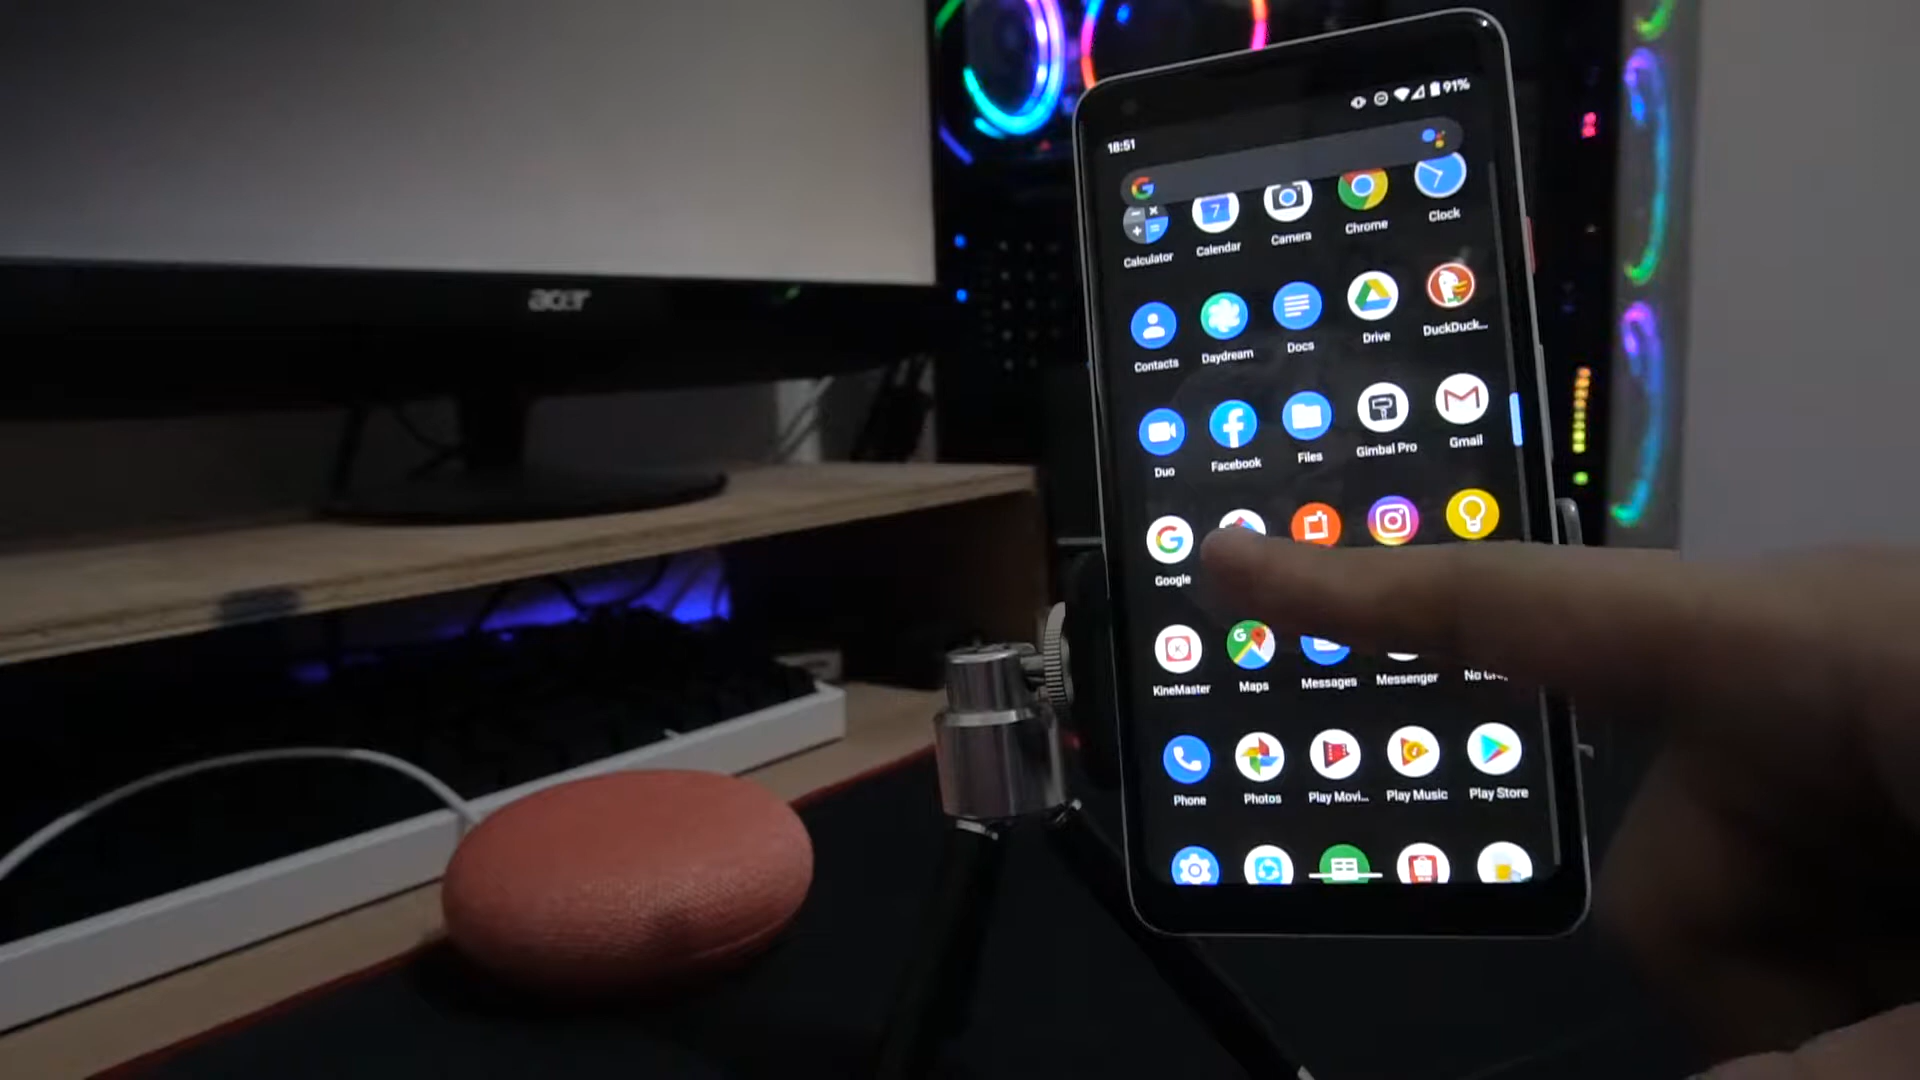 acer
91%
18:51
G
7
Calculator
Calendar
Camera
Chrome
Clock
Contacts
Daydream
Docs
Drive
DuckDuck...
Duo
Facebook
Files
Gimbal Pro
Gmail
Google
KineMaster
Maps
Messages
Messenger
Phone
Photos
Play Movi...
Play Music
Play Store